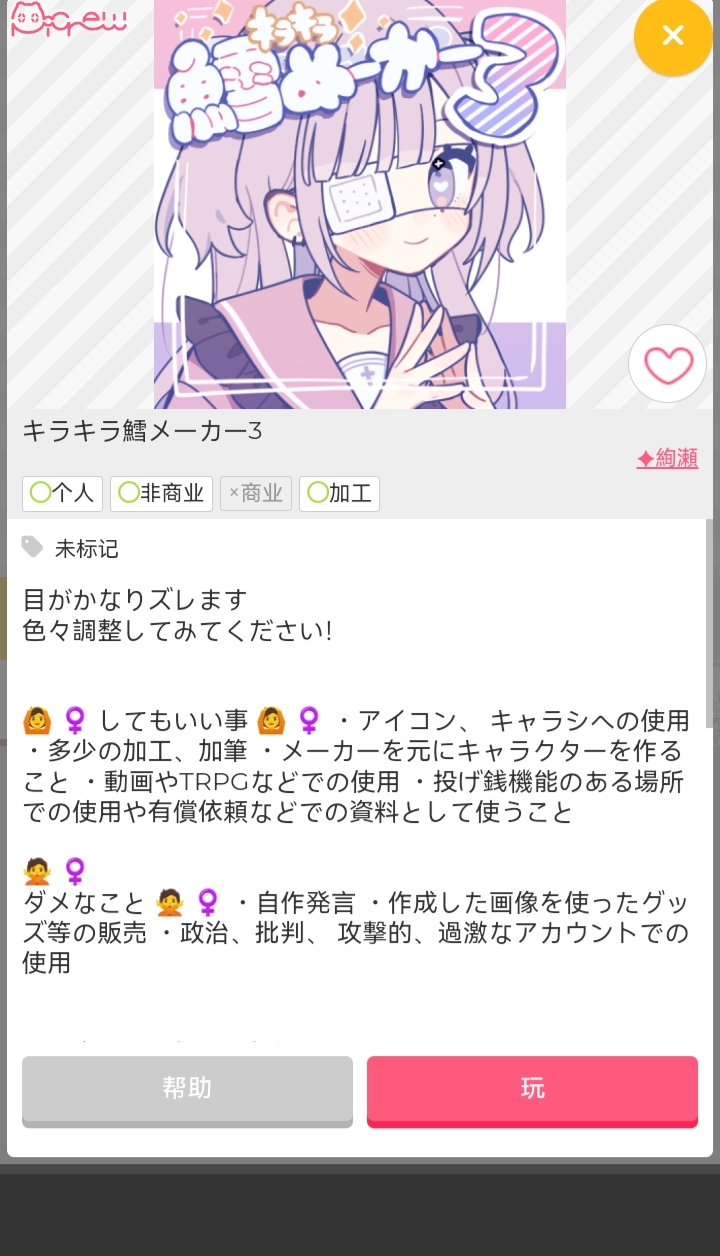 Picrew
キラキラ
鱈めーかー3
キラキラ鱈メーカー3
✦絢瀬
○个人 ○非商业 ×商业 ○加工
未标记
目がかなりズレます
色々調整してみてください!
🙆 ♀ してもいい事 🙆 ♀ ・アイコン、 キャラシへの使用
・多少の加工、加筆 ・メーカーを元にキャラクターを作る
こと ・動画やTRPGなどでの使用 ・投げ銭機能のある場所
での使用や有償依頼などでの資料として使うこと
🙅 ♀
ダメなこと 🙅 ♀ ・自作発言 ・作成した画像を使ったグッ
ズ等の販売 ・政治、批判、 攻撃的、過激なアカウントでの
使用
帮助 玩